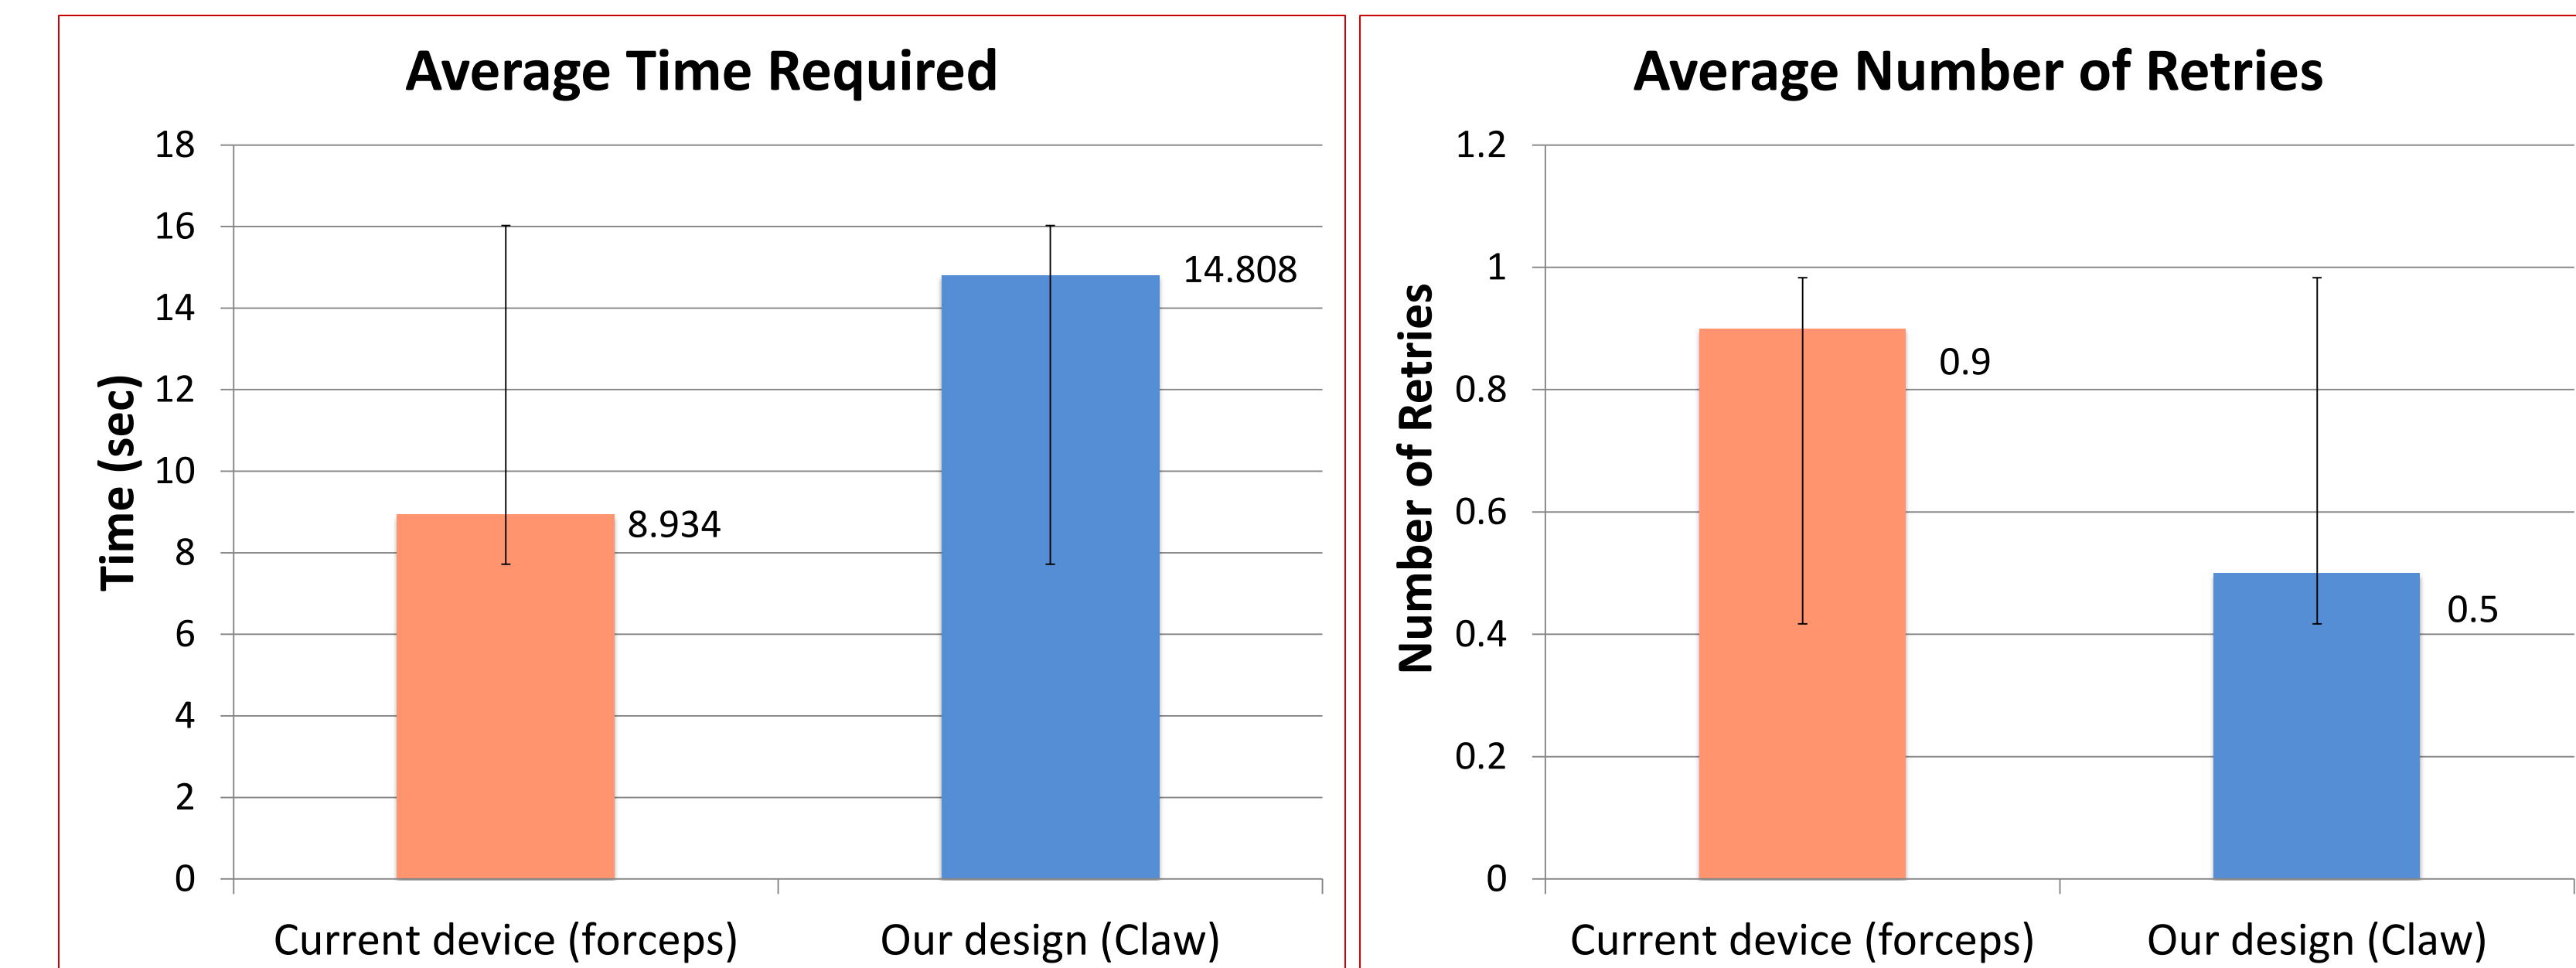 Average Time Required
18
16
14
12
10
8
6
4
2
0
Time (sec)
8.934
14.808
Current device (forceps)
Our design (Claw)
Average Number of Retries
1.2
1
0.8
0.6
0.4
0.2
0
Number of Retries
0.9
0.5
Current device (forceps)
Our design (Claw)